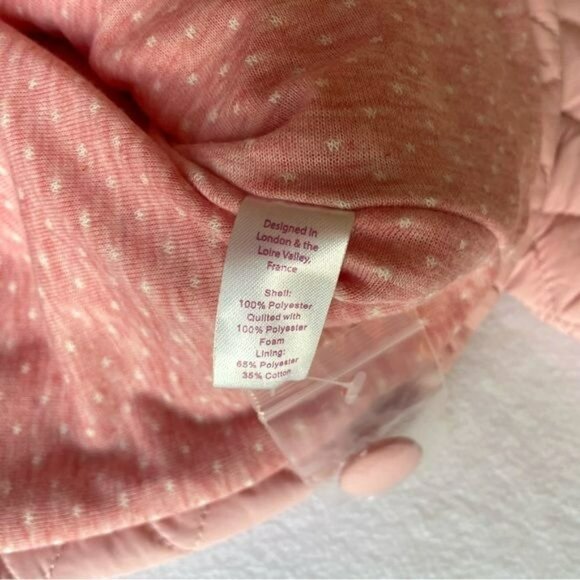 Designed in
London & the
Loire Valley,
France
Shell:
100% Polyester
Quilted with
100% Polyester
Foam
Lining:
65% Polyester
35% Cotton